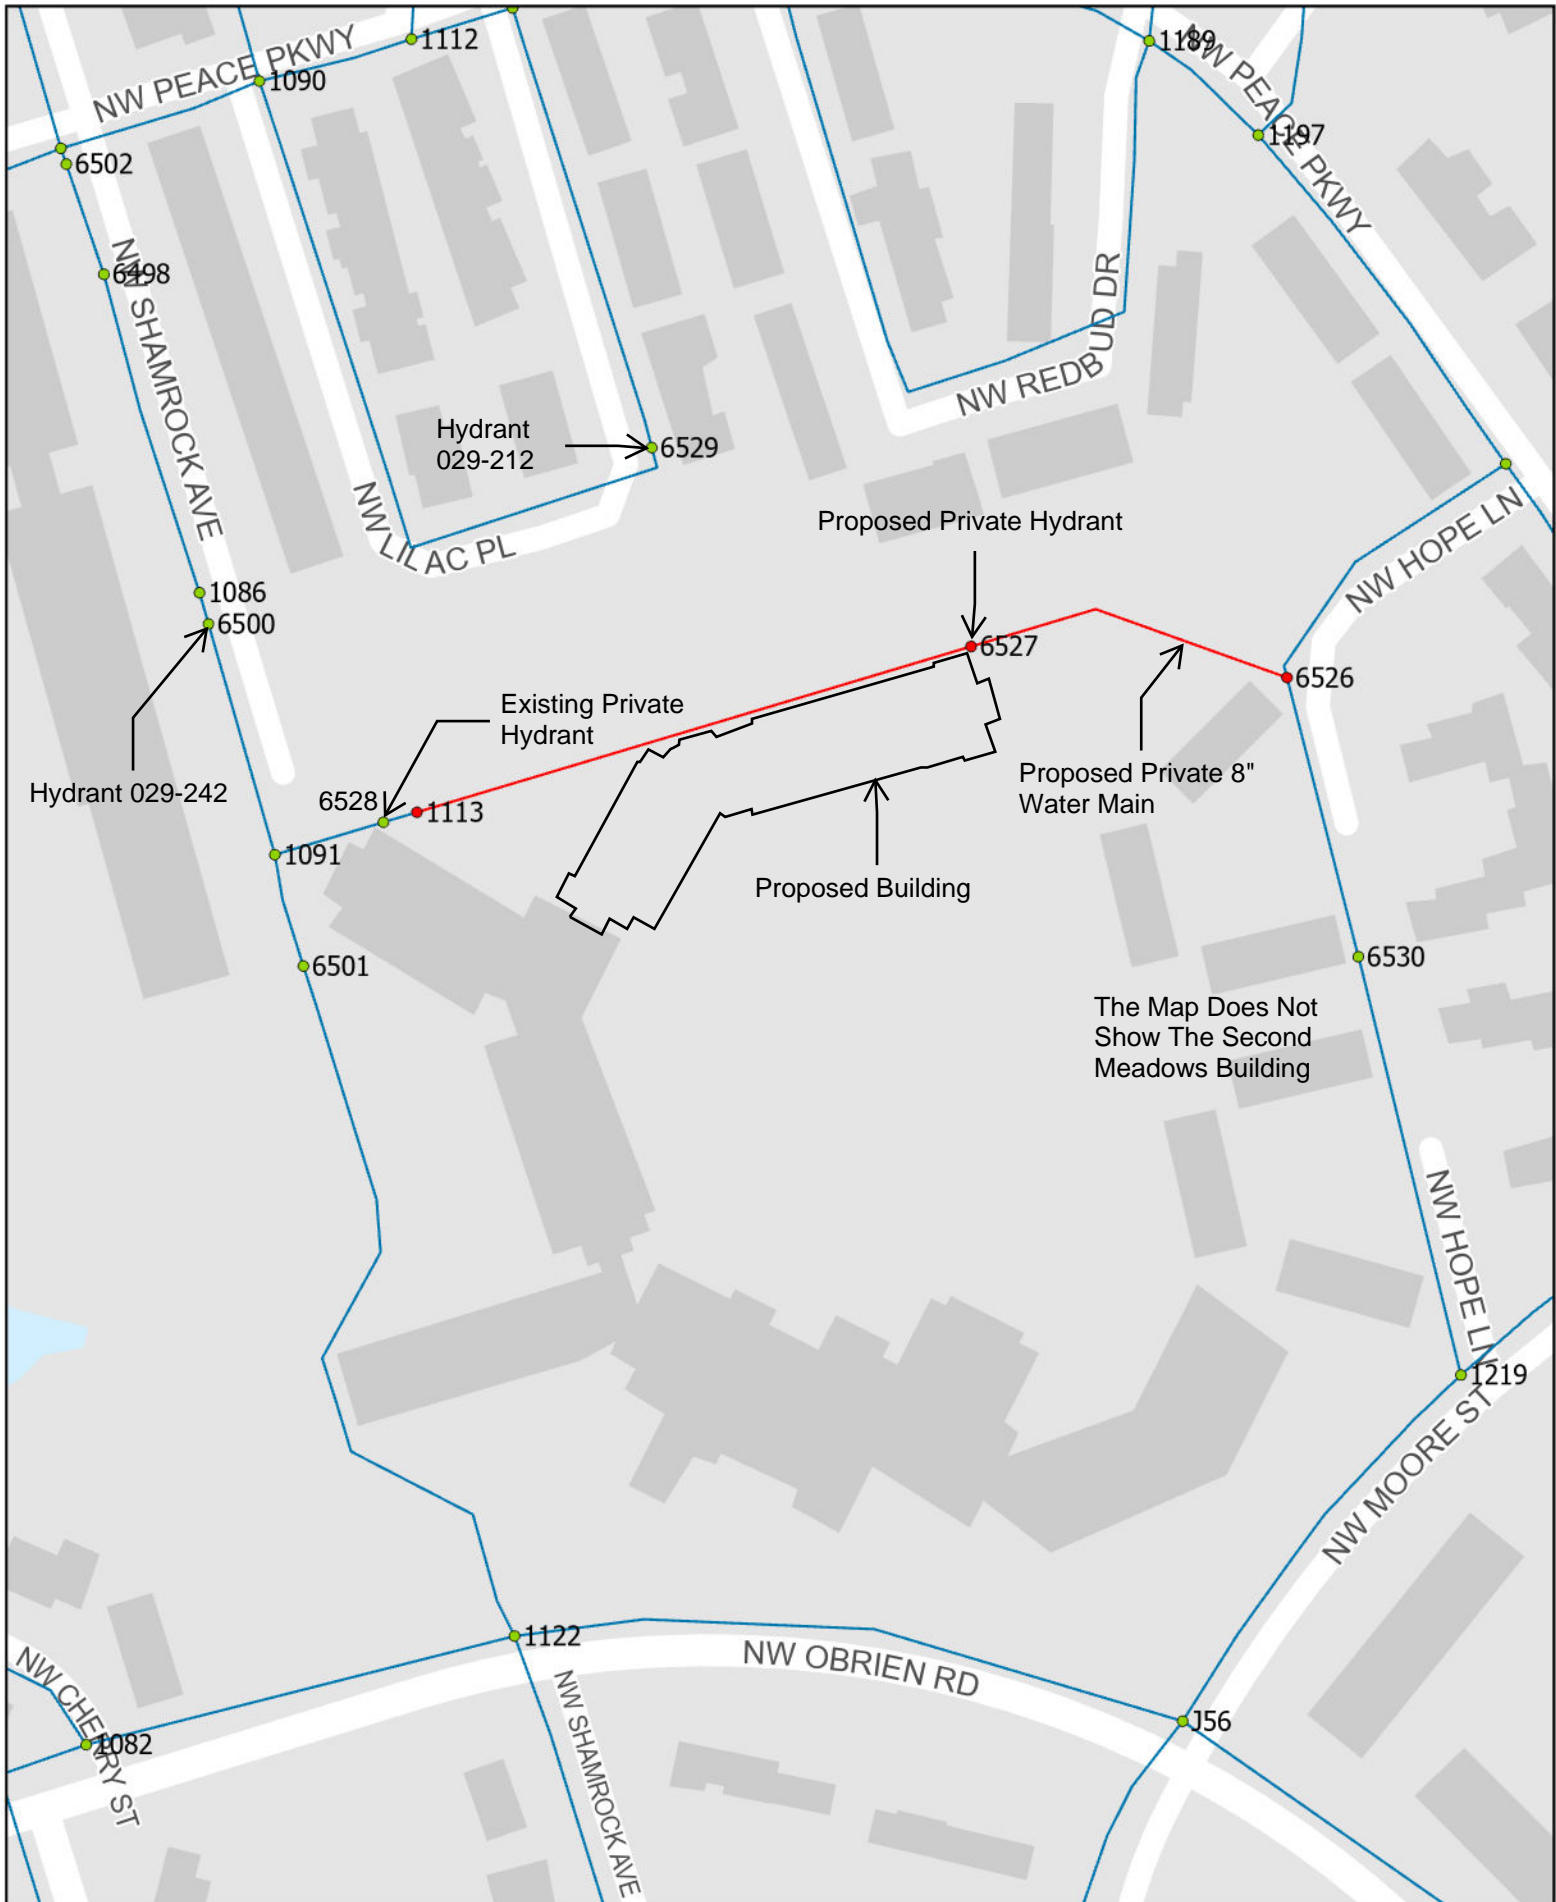 1112
1189
NW PEACE PKWY
1090
NW PEACE PKWY
1197
6502
6498
NW SHAMROCK AVE
NW REDBUD DR
Hydrant
029-212
6529
NW LILAC PL
Proposed Private Hydrant
NW HOPE LN
1086
6500
6527
6526
Existing Private
Hydrant
Proposed Private 8"
Water Main
Hydrant 029-242
6528
1113
1091
Proposed Building
6501
6530
The Map Does Not
Show The Second
Meadows Building
NW HOPE LN
1219
NW MOORE ST
1122
NW OBRIEN RD
NW CHERRY ST
1082
NW SHAMROCK AVE
J56